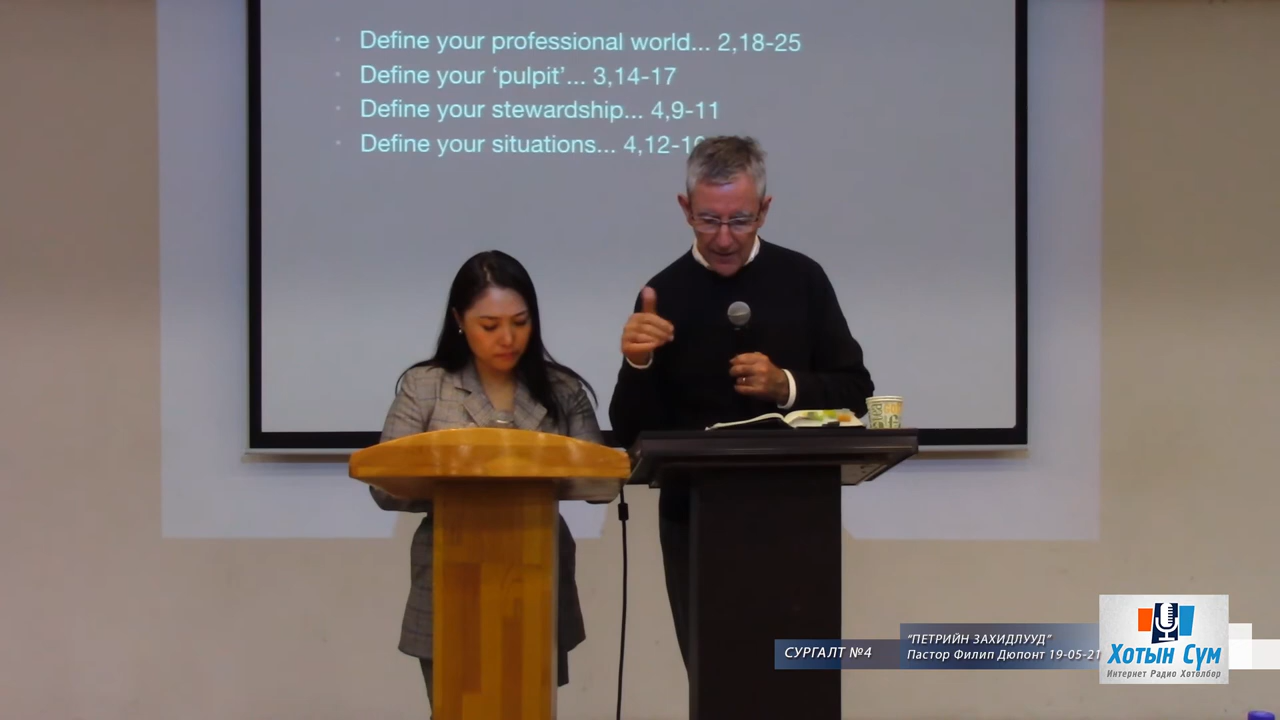 Define your professional world... 2,18-25
Define your ‘pulpit’... 3,14-17
Define your stewardship... 4,9-11
Define your situations... 4,12-1
СУРГАЛТ №4
"ПЕТРИЙН ЗАХИДЛУУД"
Пастор Филип Дюпонт 19-05-21
Хотын Сүм
Интернет Радио Хөтөлбөр